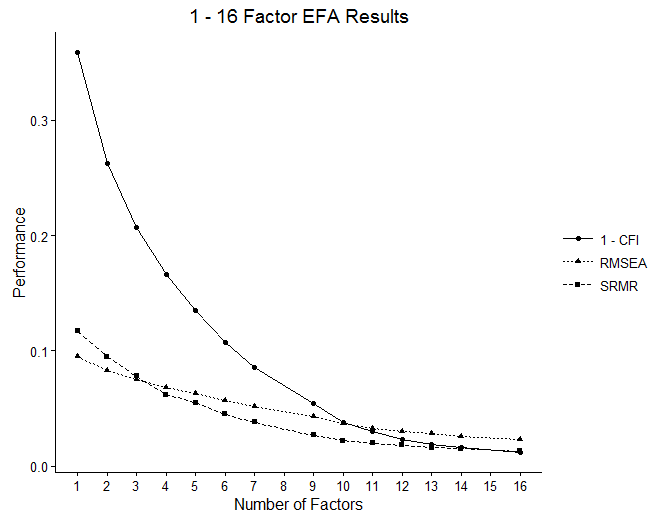 1 - 16 Factor EFA Results
Performance
0.3
0.2
0.1
0.0
1 2 3 4 5 6 7 8 9 10 11 12 13 14 15 16
Number of Factors
1 - CFI
RMSEA
SRMR